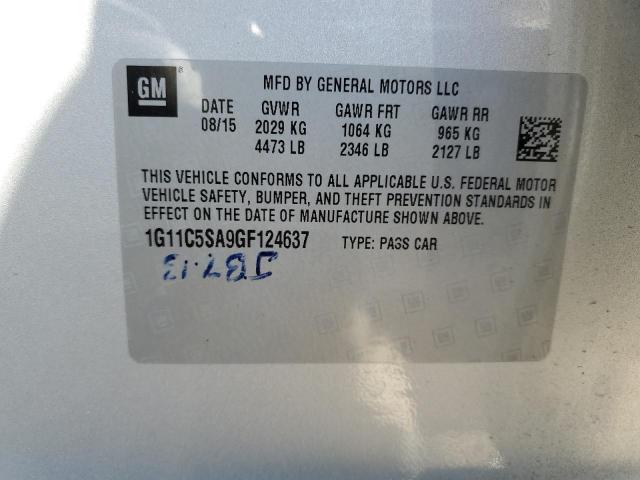 GM ®
MFD BY GENERAL MOTORS LLC
DATE GVWR GAWR FRT GAWR RR
08/15 2029 KG 1064 KG 965 KG
4473 LB 2346 LB 2127 LB
THIS VEHICLE CONFORMS TO ALL APPLICABLE U.S. FEDERAL MOTOR
VEHICLE SAFETY, BUMPER, AND THEFT PREVENTION STANDARDS IN
EFFECT ON THE DATE OF MANUFACTURE SHOWN ABOVE.
1G11C5SA9GF124637 TYPE: PASS CAR